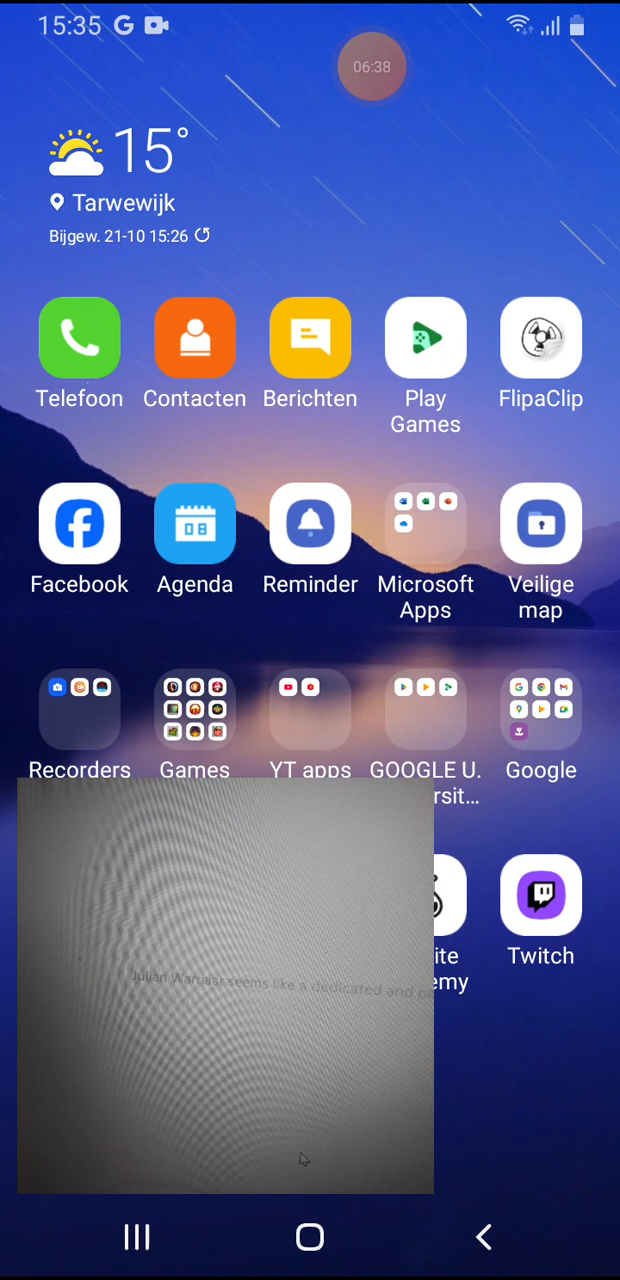 15:35
06:38
15°
Tarwewijk
Bijgew. 21-10 15:26
Telefoon Contacten Berichten Play Games FlipaClip
Facebook Agenda Reminder Microsoft Apps Veilige map
08
Recorders Games YT apps GOOGLE U. rsit... Google
Julian Warnaar seems like a dedicated and
ite emy Twitch